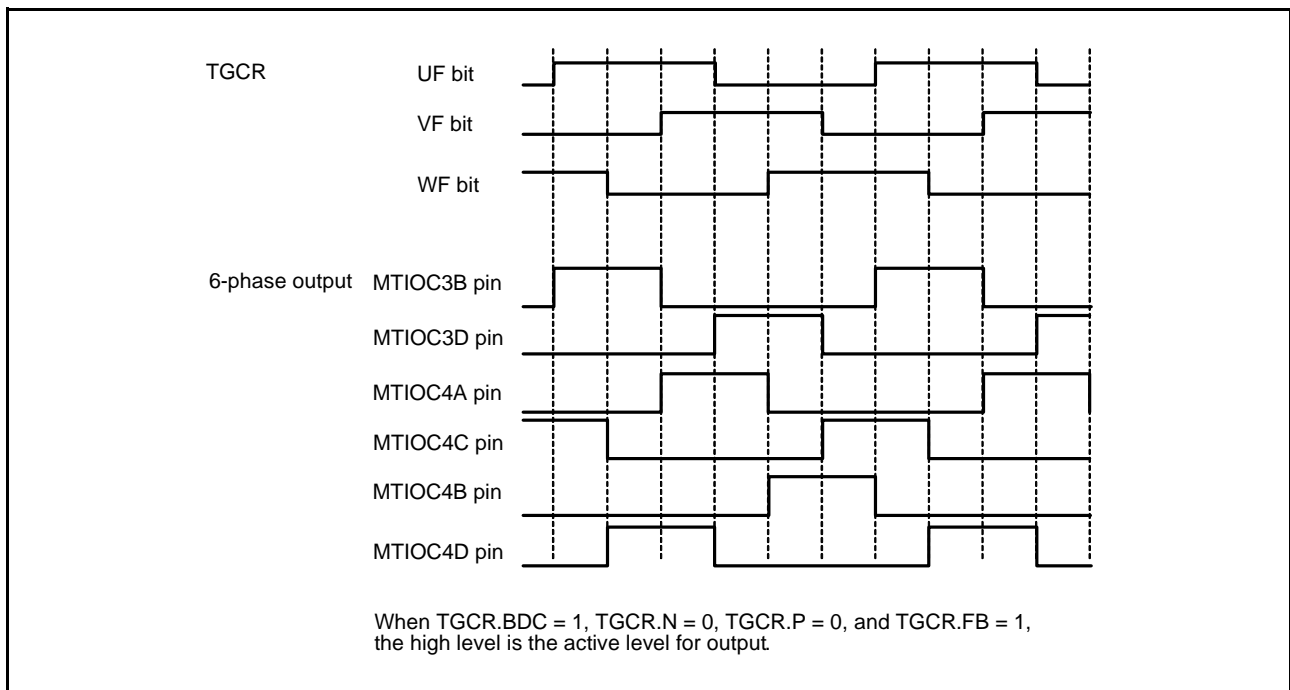 TGCR UF bit
VF bit
WF bit
6-phase output MTIOC3B pin
MTIOC3D pin
MTIOC4A pin
MTIOC4C pin
MTIOC4B pin
MTIOC4D pin
When TGCR.BDC = 1, TGCR.N = 0, TGCR.P = 0, and TGCR.FB = 1,
the high level is the active level for output.